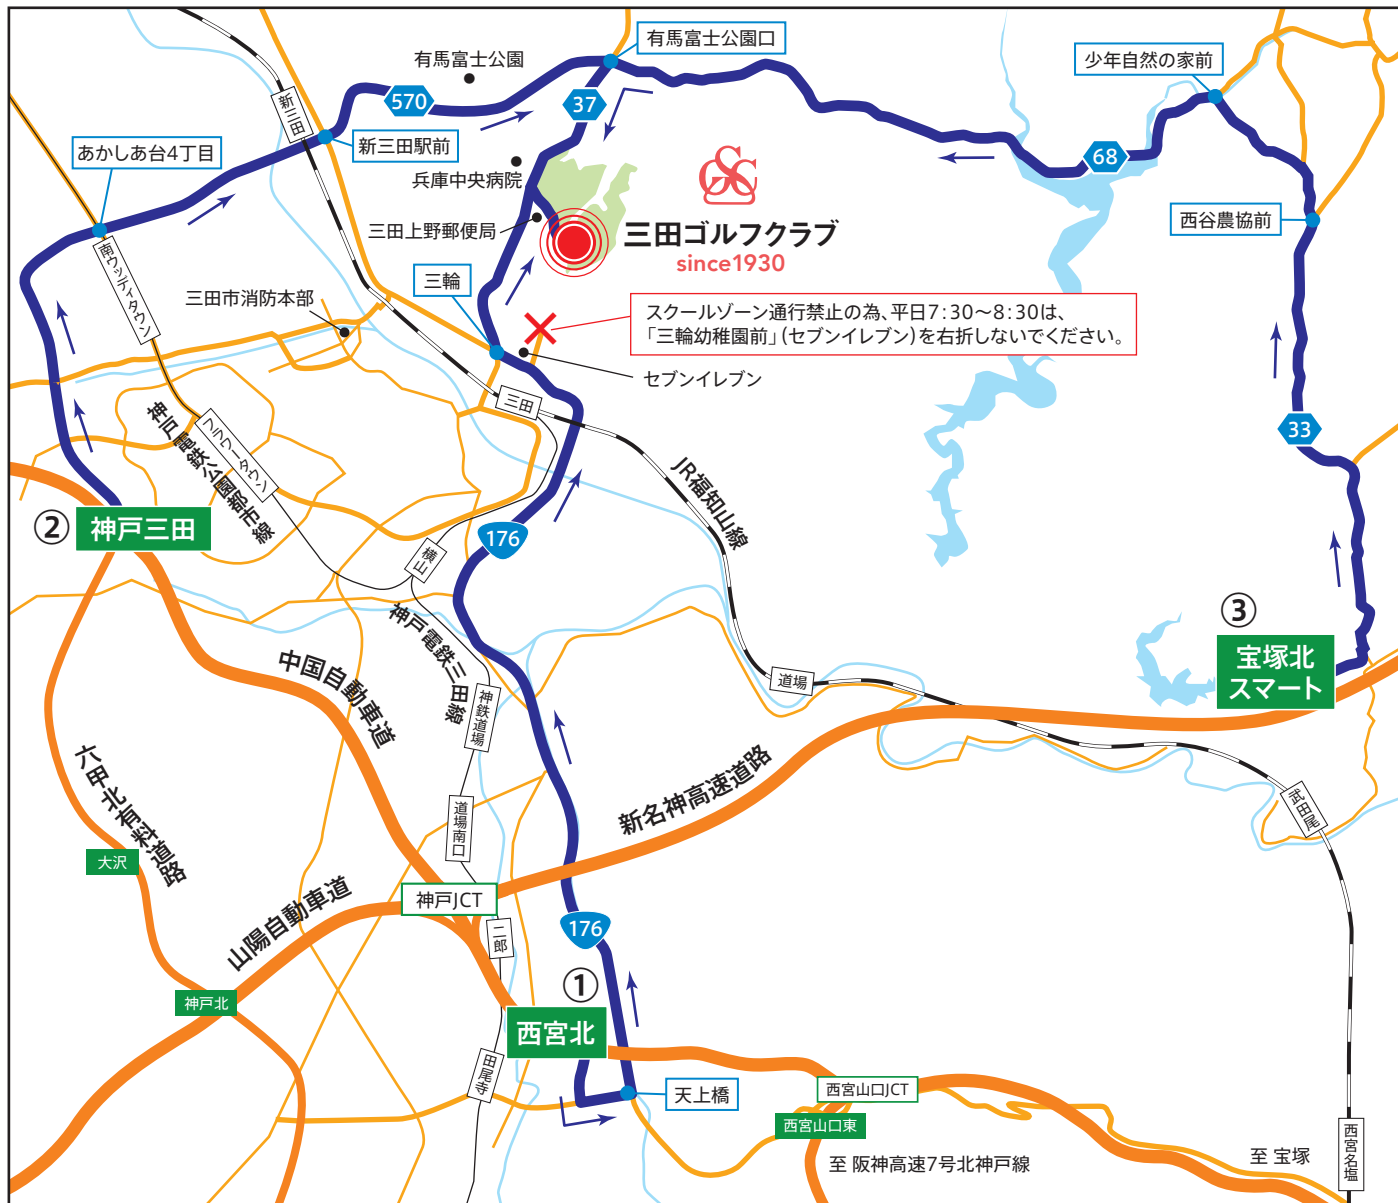 有馬富士公園口
有馬富士公園
少年自然の家前
新三田
570
37
あかしあ台4丁目
新三田駅前
兵庫中央病院
68
GSC
三田上野郵便局
三田ゴルフクラブ
since1930
西谷農協前
南ウッディタウン
三輪
三田市消防本部
スクールゾーン通行禁止の為、平日7:30〜8:30は、
「三輪幼稚園前」(セブンイレブン)を右折しないでください。
セブンイレブン
三田
フラワータウン
神戸電鉄公園都市線
33
JR福知山線
②
神戸三田
176
横山
神戸電鉄三田線
③
宝塚北
スマート
中国自動車道
道場
神鉄道場
六甲北有料道路
新名神高速道路
道場南口
武田尾
大沢
神戸JCT
山陽自動車道
二郎
176
①
神戸北
西宮北
田尾寺
天上橋
西宮山口JCT
西宮山口東
至 阪神高速7号北神戸線
至 宝塚
西宮名塩